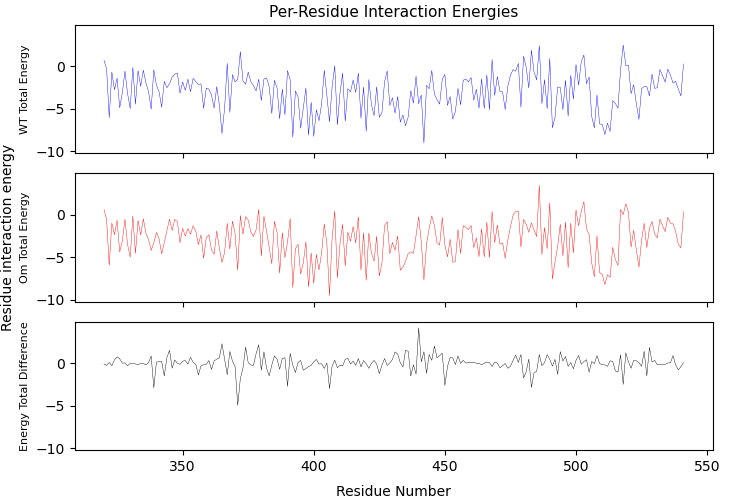 Per-Residue Interaction Energies
Residue interaction energy
WT Total Energy
0
−5
−10
Om Total Energy
0
−5
−10
Energy Total Difference
0
−5
−10
350 400 450 500 550
Residue Number